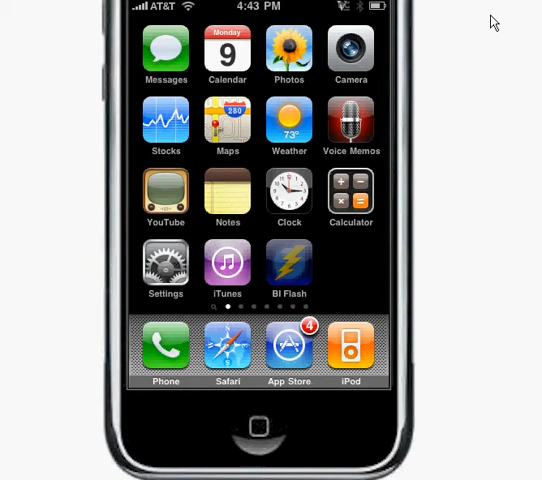 AT&T 4:43 PM
Monday
9
280
73°
Messages Calendar Photos Camera
Stocks Maps Weather Voice Memos
YouTube Notes Clock Calculator
Settings iTunes BI Flash
4
Phone Safari App Store iPod